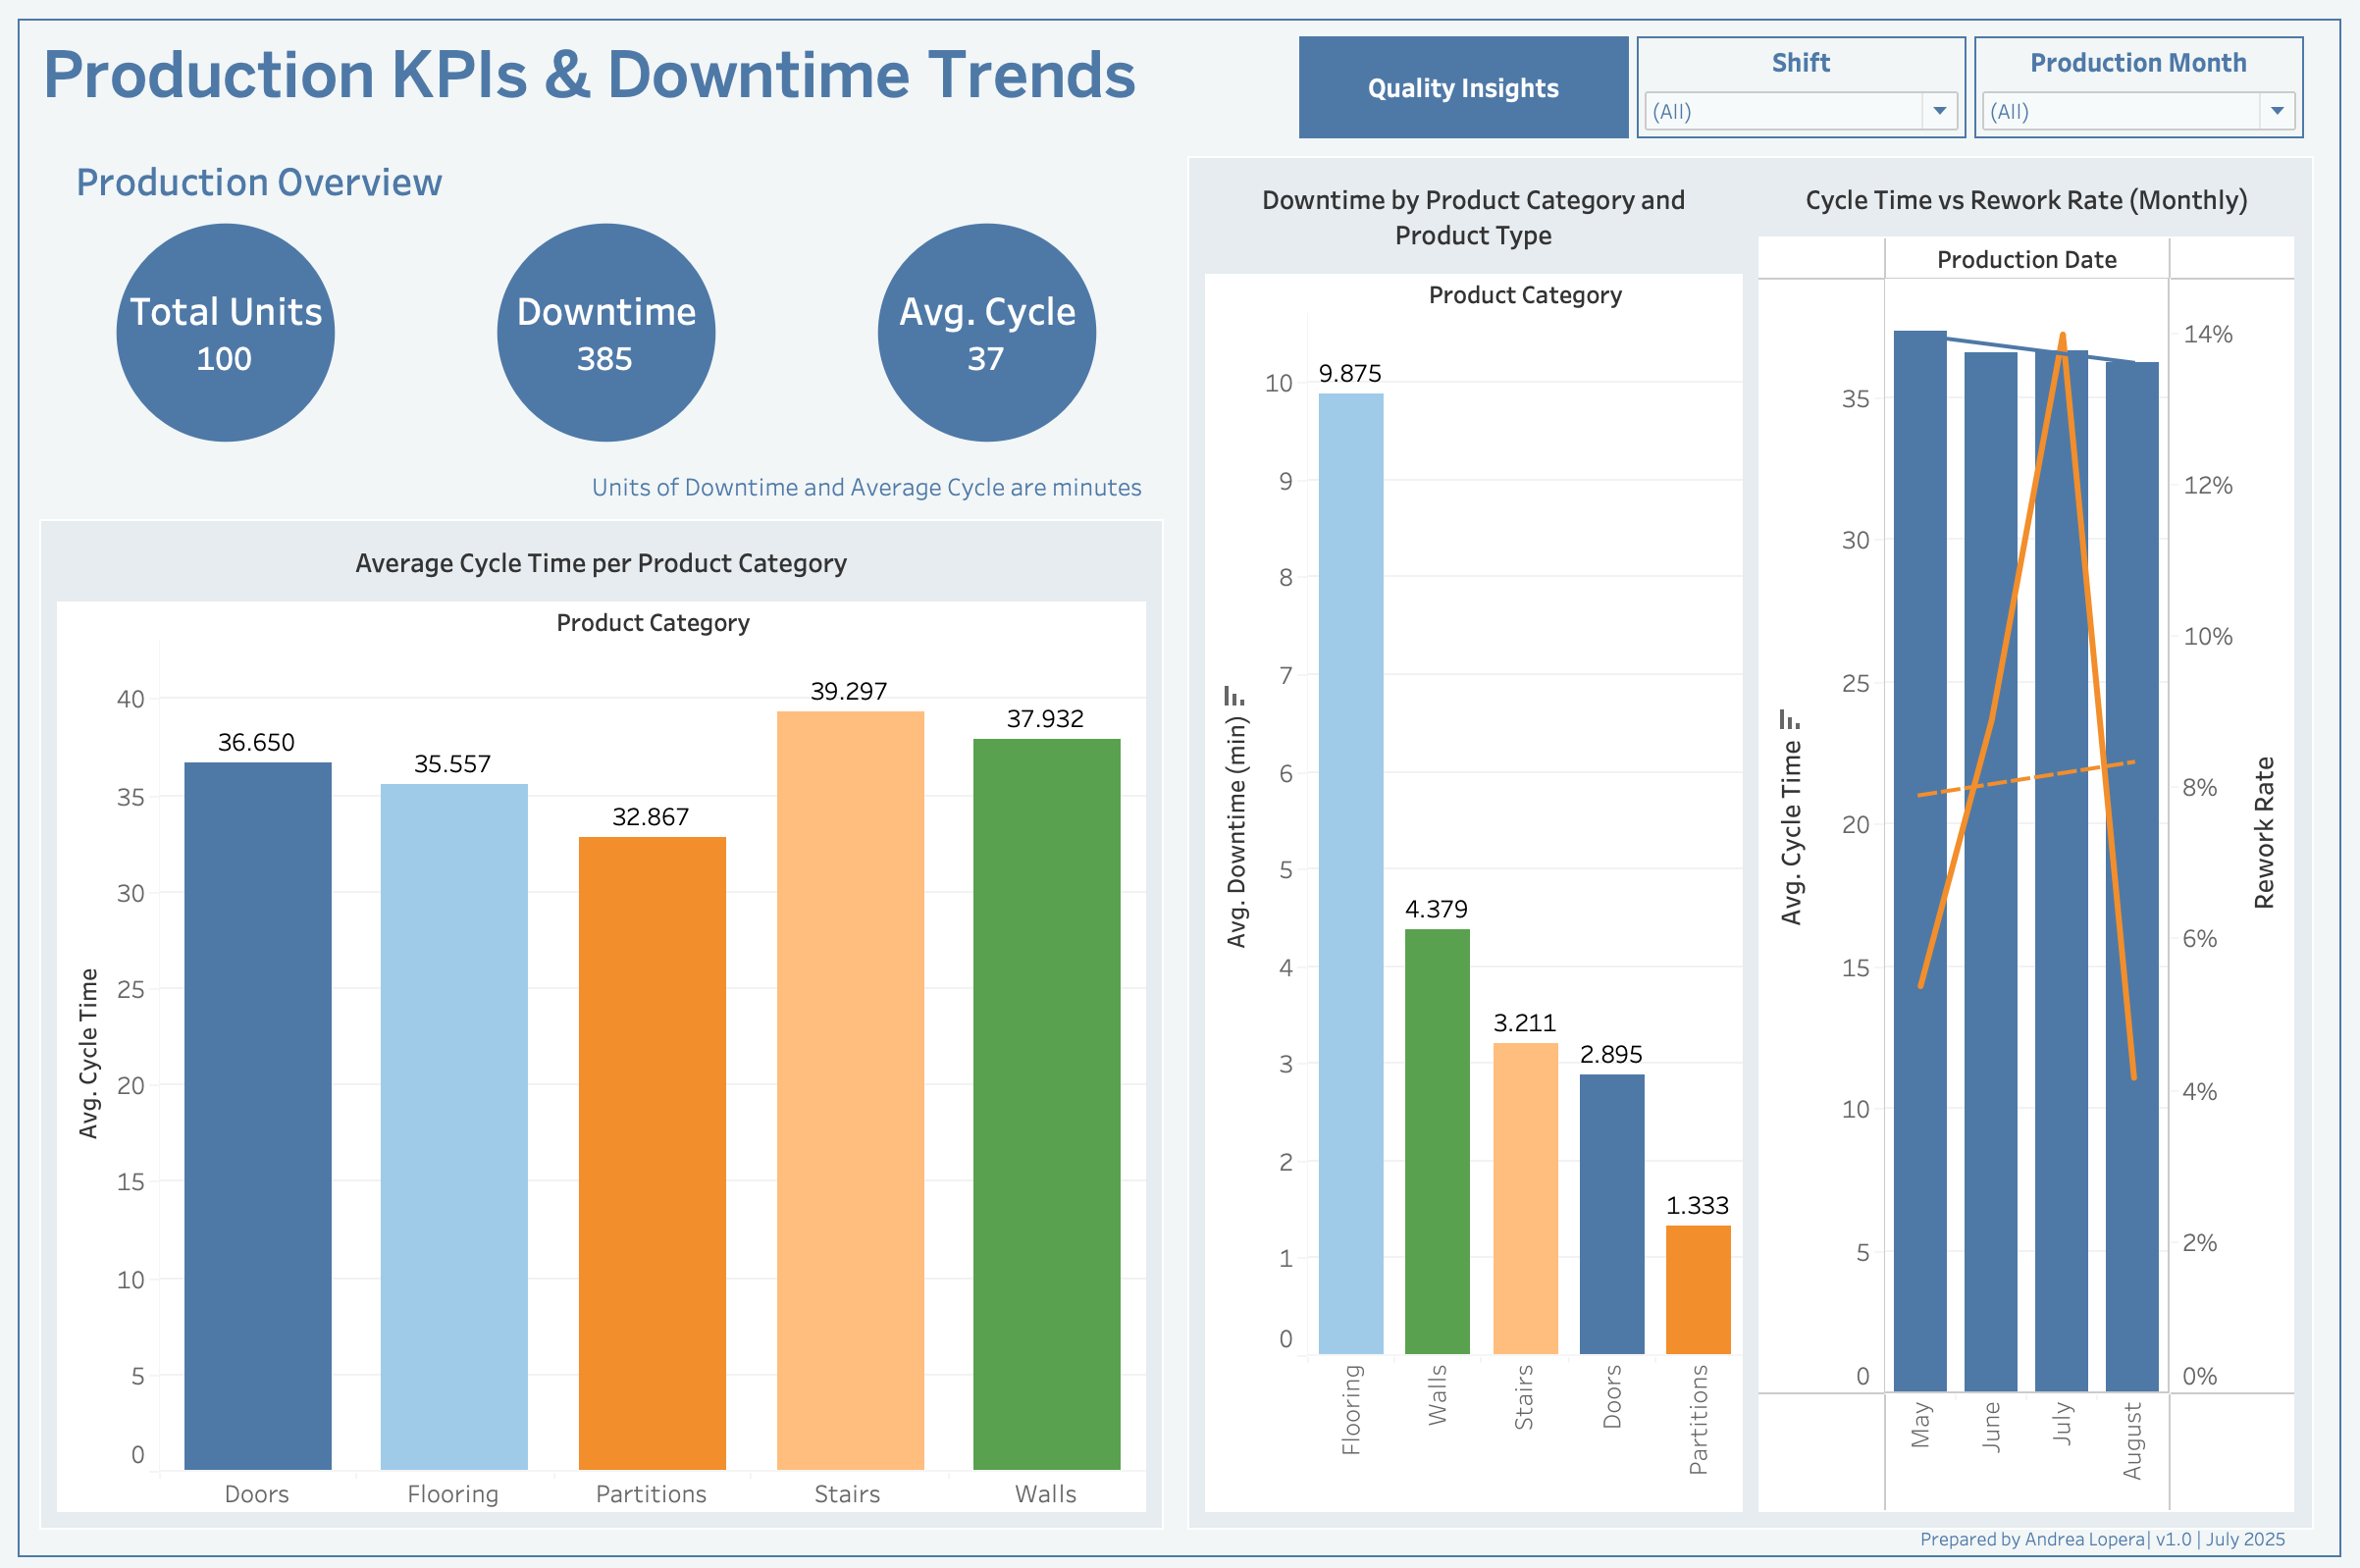 Production KPIs & Downtime Trends
Quality Insights
Shift
(All)
Production Month
(All)
Production Overview
Total Units
100
Downtime
385
Avg. Cycle
37
Units of Downtime and Average Cycle are minutes
Average Cycle Time per Product Category
Product Category
Avg. Cycle Time
40
35
30
25
20
15
10
5
0
36.650
35.557
32.867
39.297
37.932
Doors
Flooring
Partitions
Stairs
Walls
Downtime by Product Category and
Product Type
Product Category
Avg. Downtime (min)
10
9
8
7
6
5
4
3
2
1
0
9.875
4.379
3.211
2.895
1.333
Flooring
Walls
Stairs
Doors
Partitions
Cycle Time vs Rework Rate (Monthly)
Production Date
Avg. Cycle Time
35
30
25
20
15
10
5
0
14%
12%
10%
8%
6%
4%
2%
0%
Rework Rate
May
June
July
August
Prepared by Andrea Lopera| v1.0 | July 2025